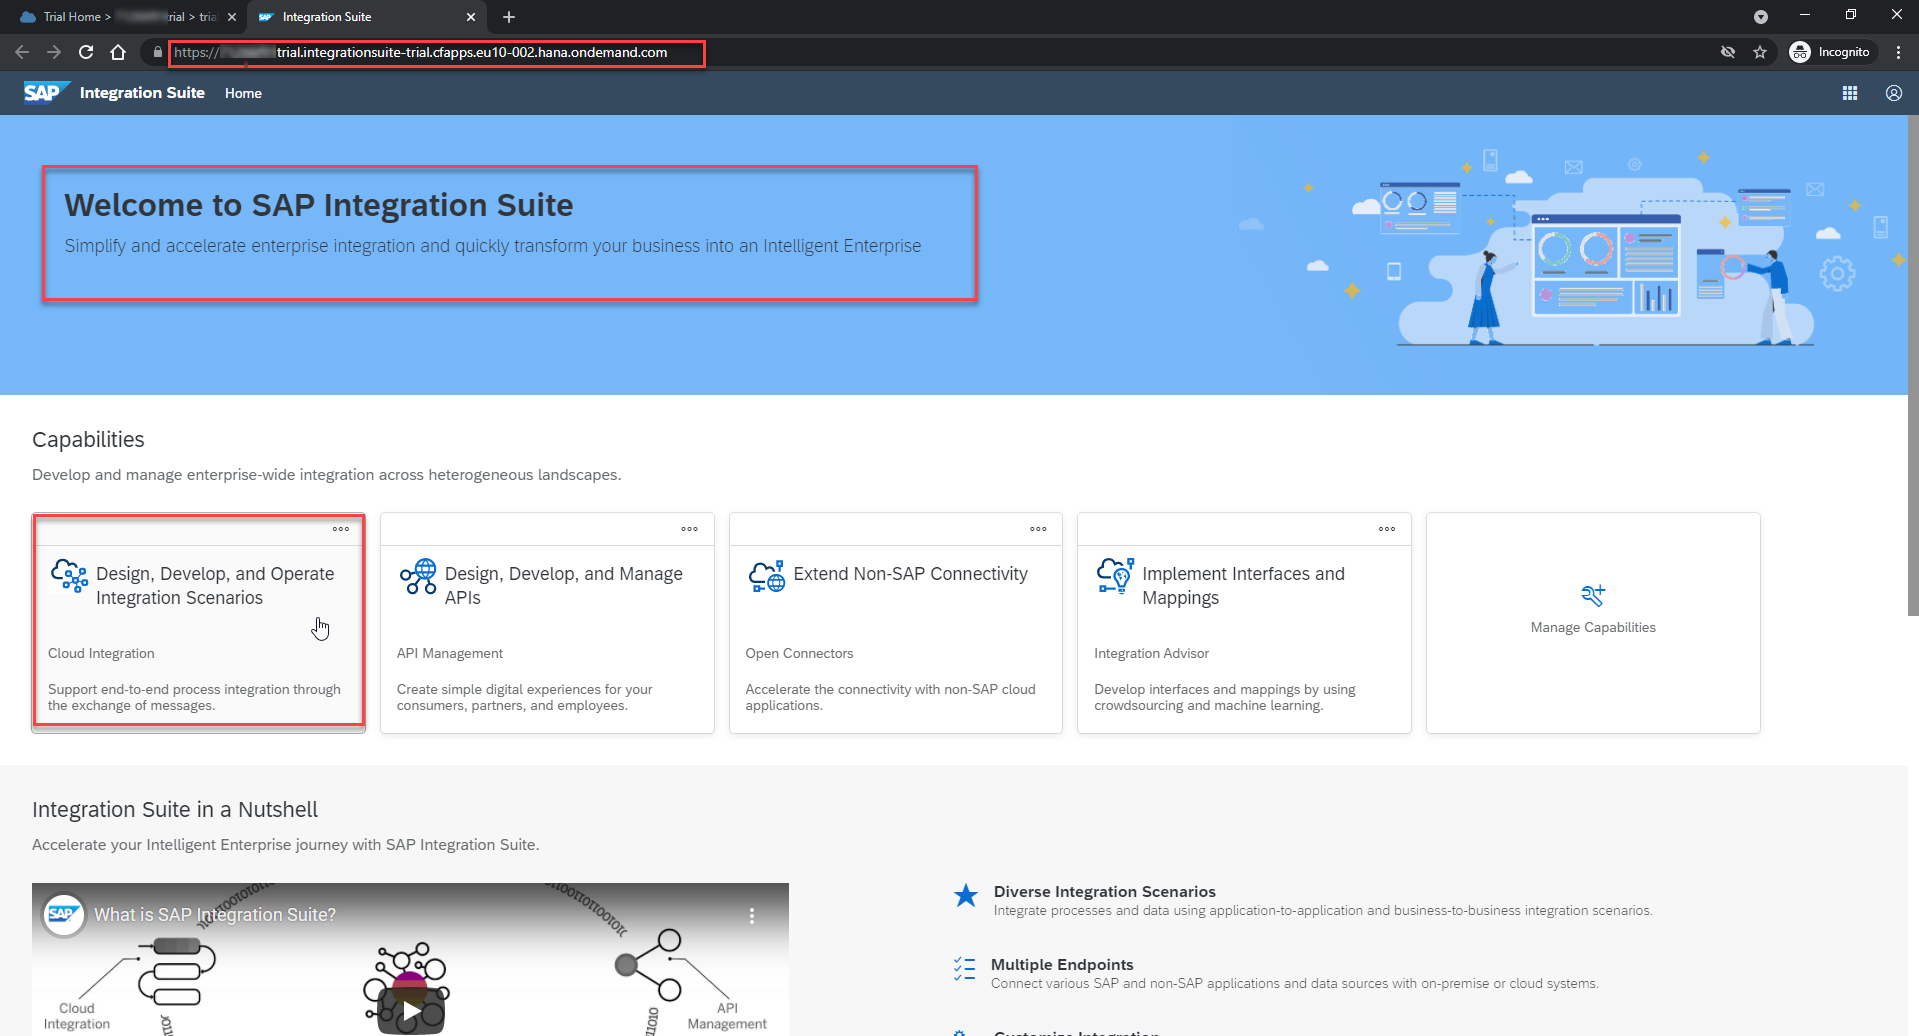 Trial Home >
rial > tria
Integration Suite
https://
trial.integrationsuite-trial.cfapps.eu10-002.hana.ondemand.com
Incognito
SAP
Integration Suite
Home
Welcome to SAP Integration Suite
Simplify and accelerate enterprise integration and quickly transform your business into an Intelligent Enterprise
Capabilities
Develop and manage enterprise-wide integration across heterogeneous landscapes.
Design, Develop, and Operate
Integration Scenarios
Cloud Integration
Support end-to-end process integration through
the exchange of messages.
Design, Develop, and Manage
APIs
API Management
Create simple digital experiences for your
consumers, partners, and employees.
Extend Non-SAP Connectivity
Open Connectors
Accelerate the connectivity with non-SAP cloud
applications.
Implement Interfaces and
Mappings
Integration Advisor
Develop interfaces and mappings by using
crowdsourcing and machine learning.
Manage Capabilities
Integration Suite in a Nutshell
Accelerate your Intelligent Enterprise journey with SAP Integration Suite.
SAP
What is SAP Integration Suite?
Cloud
Integration
API
Management
Diverse Integration Scenarios
Integrate processes and data using application-to-application and business-to-business integration scenarios.
Multiple Endpoints
Connect various SAP and non-SAP applications and data sources with on-premise or cloud systems.
Customize Integration